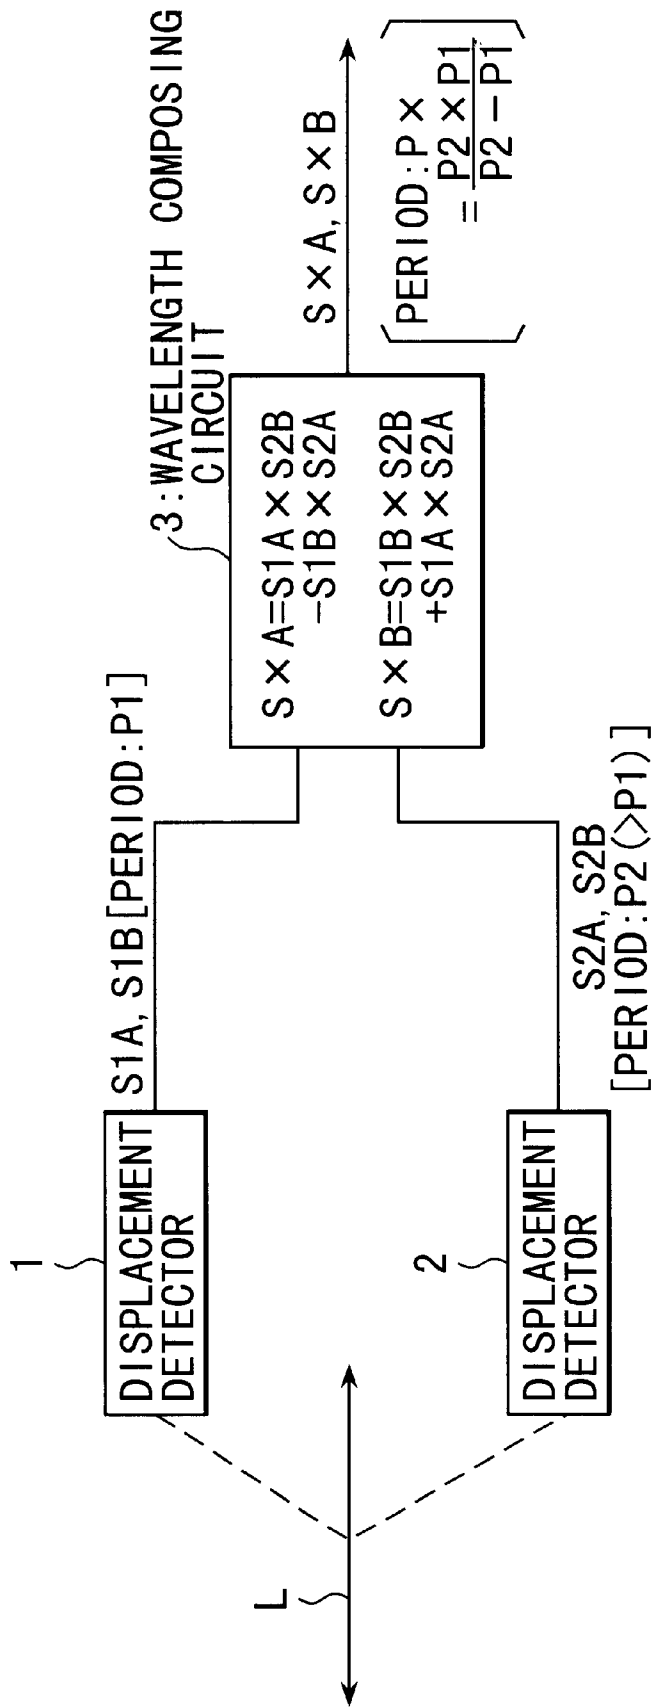 L
1
DISPLACEMENT
DETECTOR
S1A, S1B[PERIOD:P1]
2
DISPLACEMENT
DETECTOR
S2A, S2B
[PERIOD:P2(>P1)]
3:WAVELENGTH COMPOSING
CIRCUIT
S×A=S1A×S2B
-S1B×S2A
S×B=S1B×S2B
+S1A×S2A
S×A, S×B
PERIOD:P×
= P2×P1
P2-P1